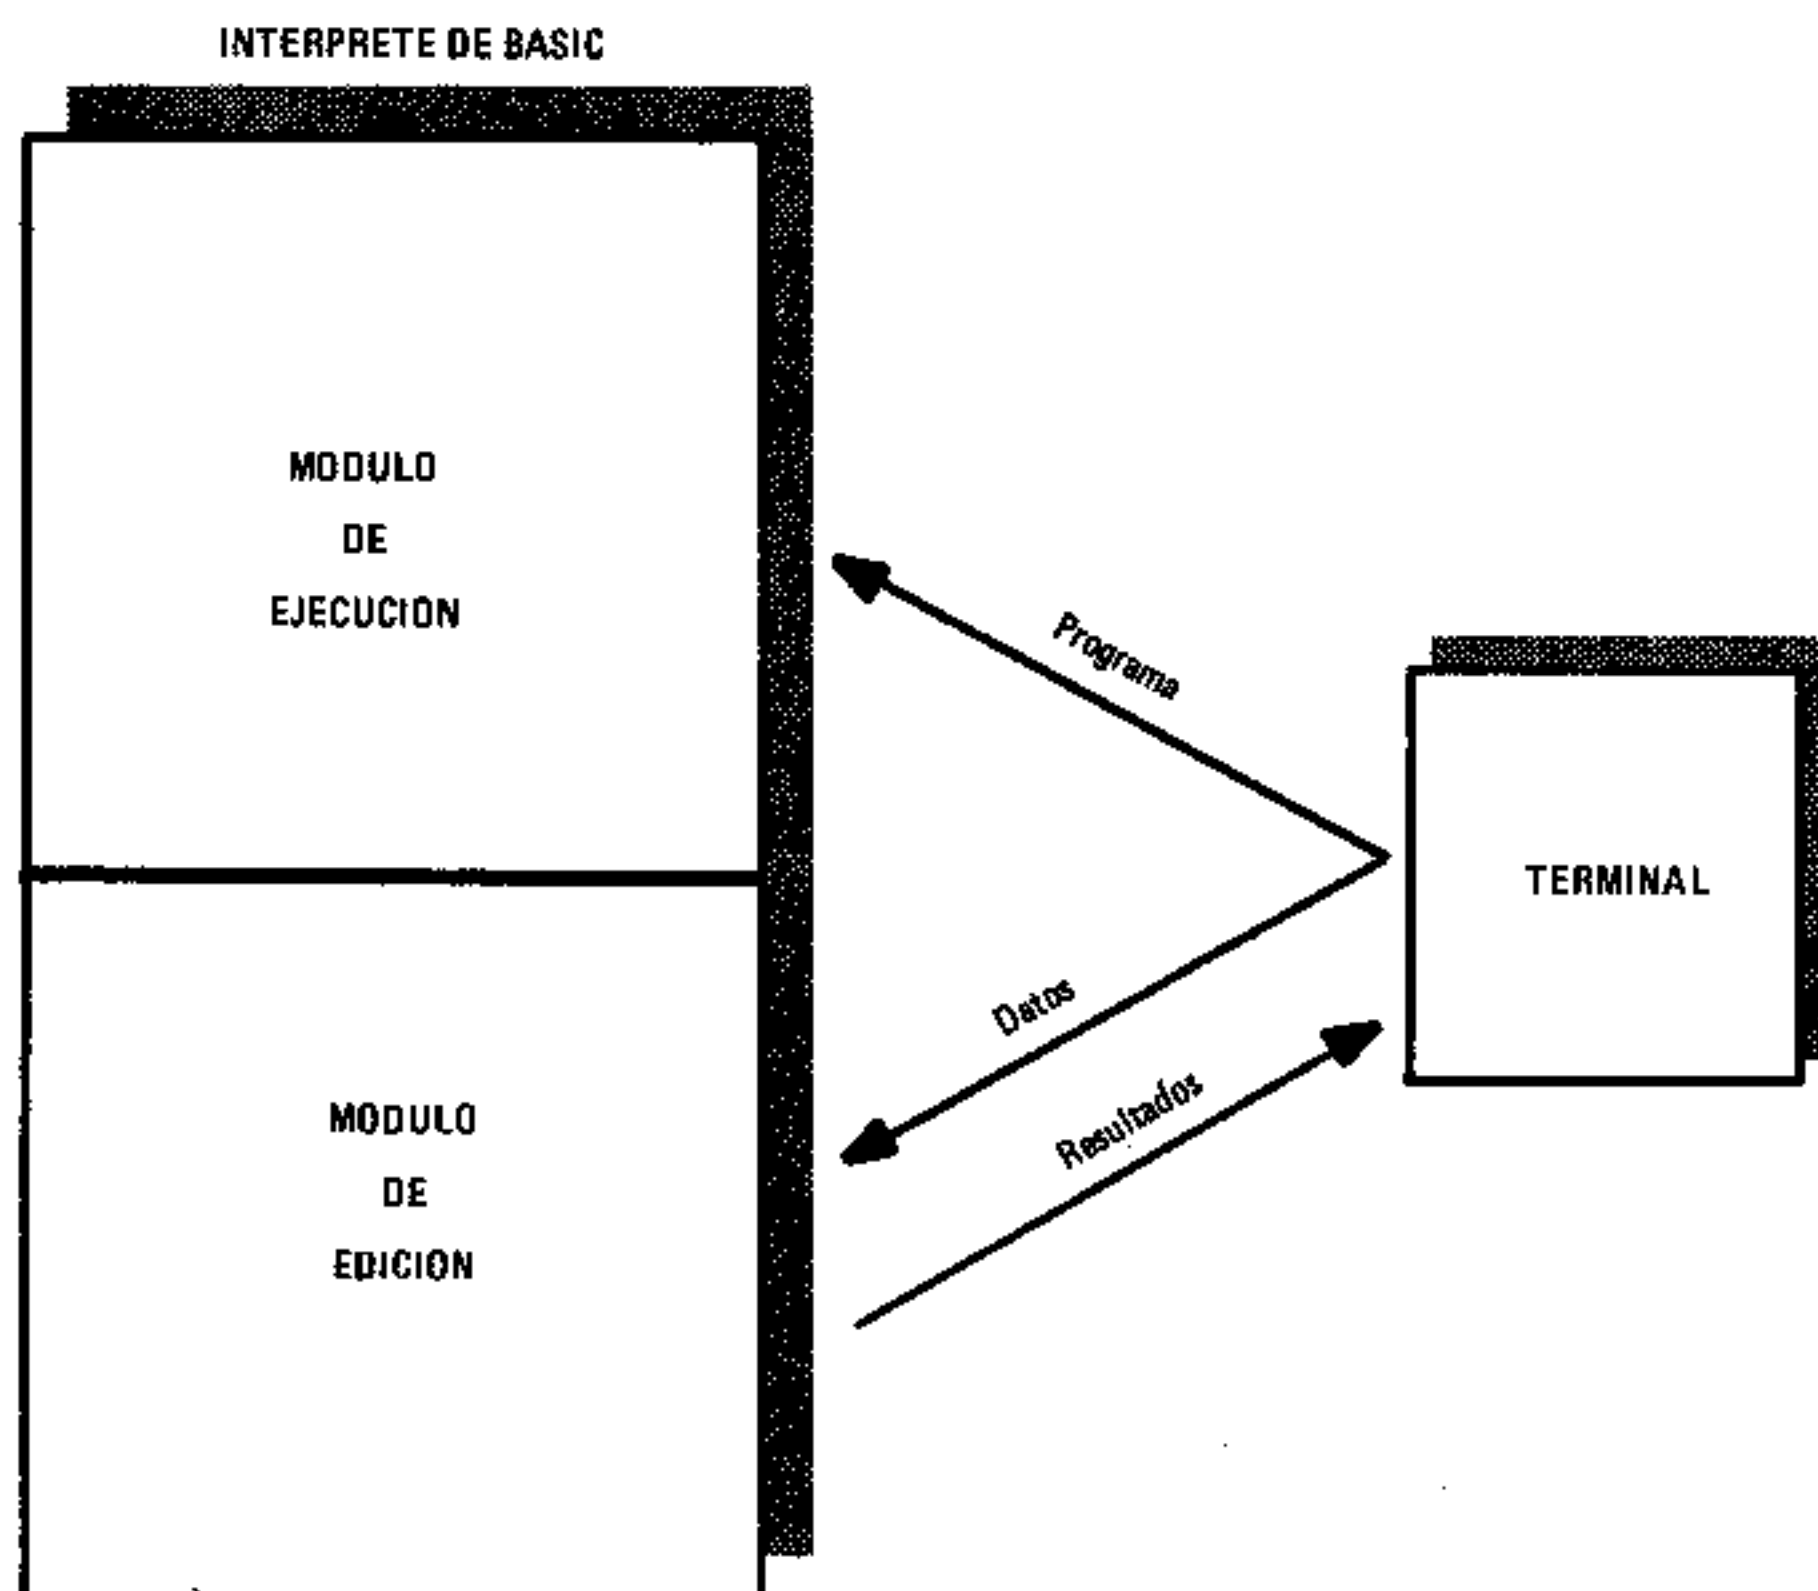 INTERPRETE DE BASIC
MODULO
DE
EJECUCION
Programa
TERMINAL
Datos
Resultados
MODULO
DE
EDICION